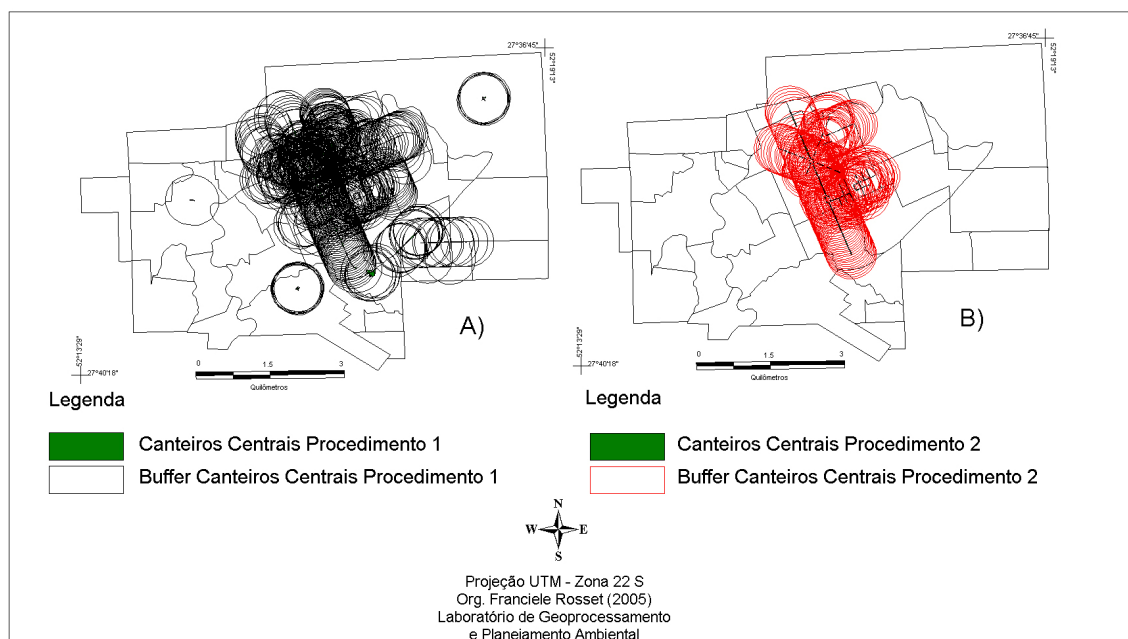 27°36'45"
52°19'13"
27°36'45"
52°19'13"
A)
B)
52°13'29"
27°40'18"
52°13'29"
27°40'18"
0
1.5
3
Quilômetros
0
1.5
3
Quilômetros
Legenda
Canteiros Centrais Procedimento 1
Buffer Canteiros Centrais Procedimento 1
Legenda
Canteiros Centrais Procedimento 2
Buffer Canteiros Centrais Procedimento 2
N
W
E
S
Projeção UTM - Zona 22 S
Org. Franciele Rosset (2005)
Laboratório de Geoprocessamento
e Planejamento Ambiental